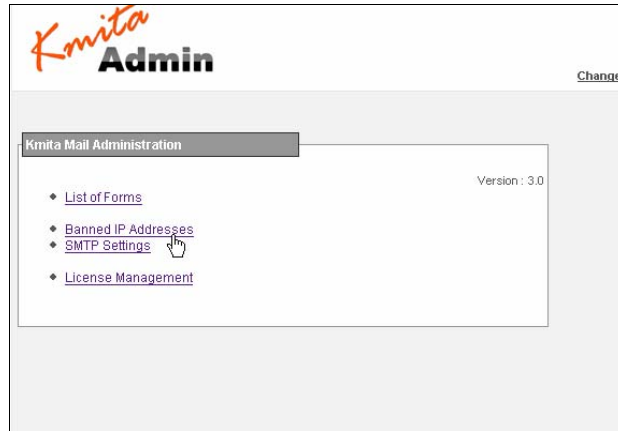 Kmita
Admin
Change
Kmita Mail Administration
Version : 3.0
List of Forms
Banned IP Addresses
SMTP Settings
License Management